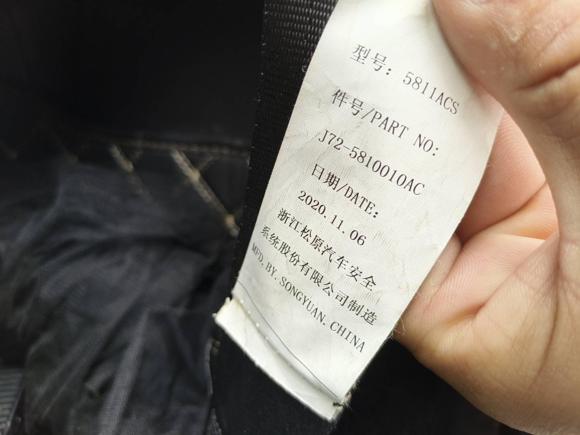 型号: 5811ACS
件号/PART NO:
J72-5810010AC
日期/DATE:
2020.11.06
浙江松原汽车安全
系统股份有限公司制造
M'D.BY.SONGYUAN.CHINA